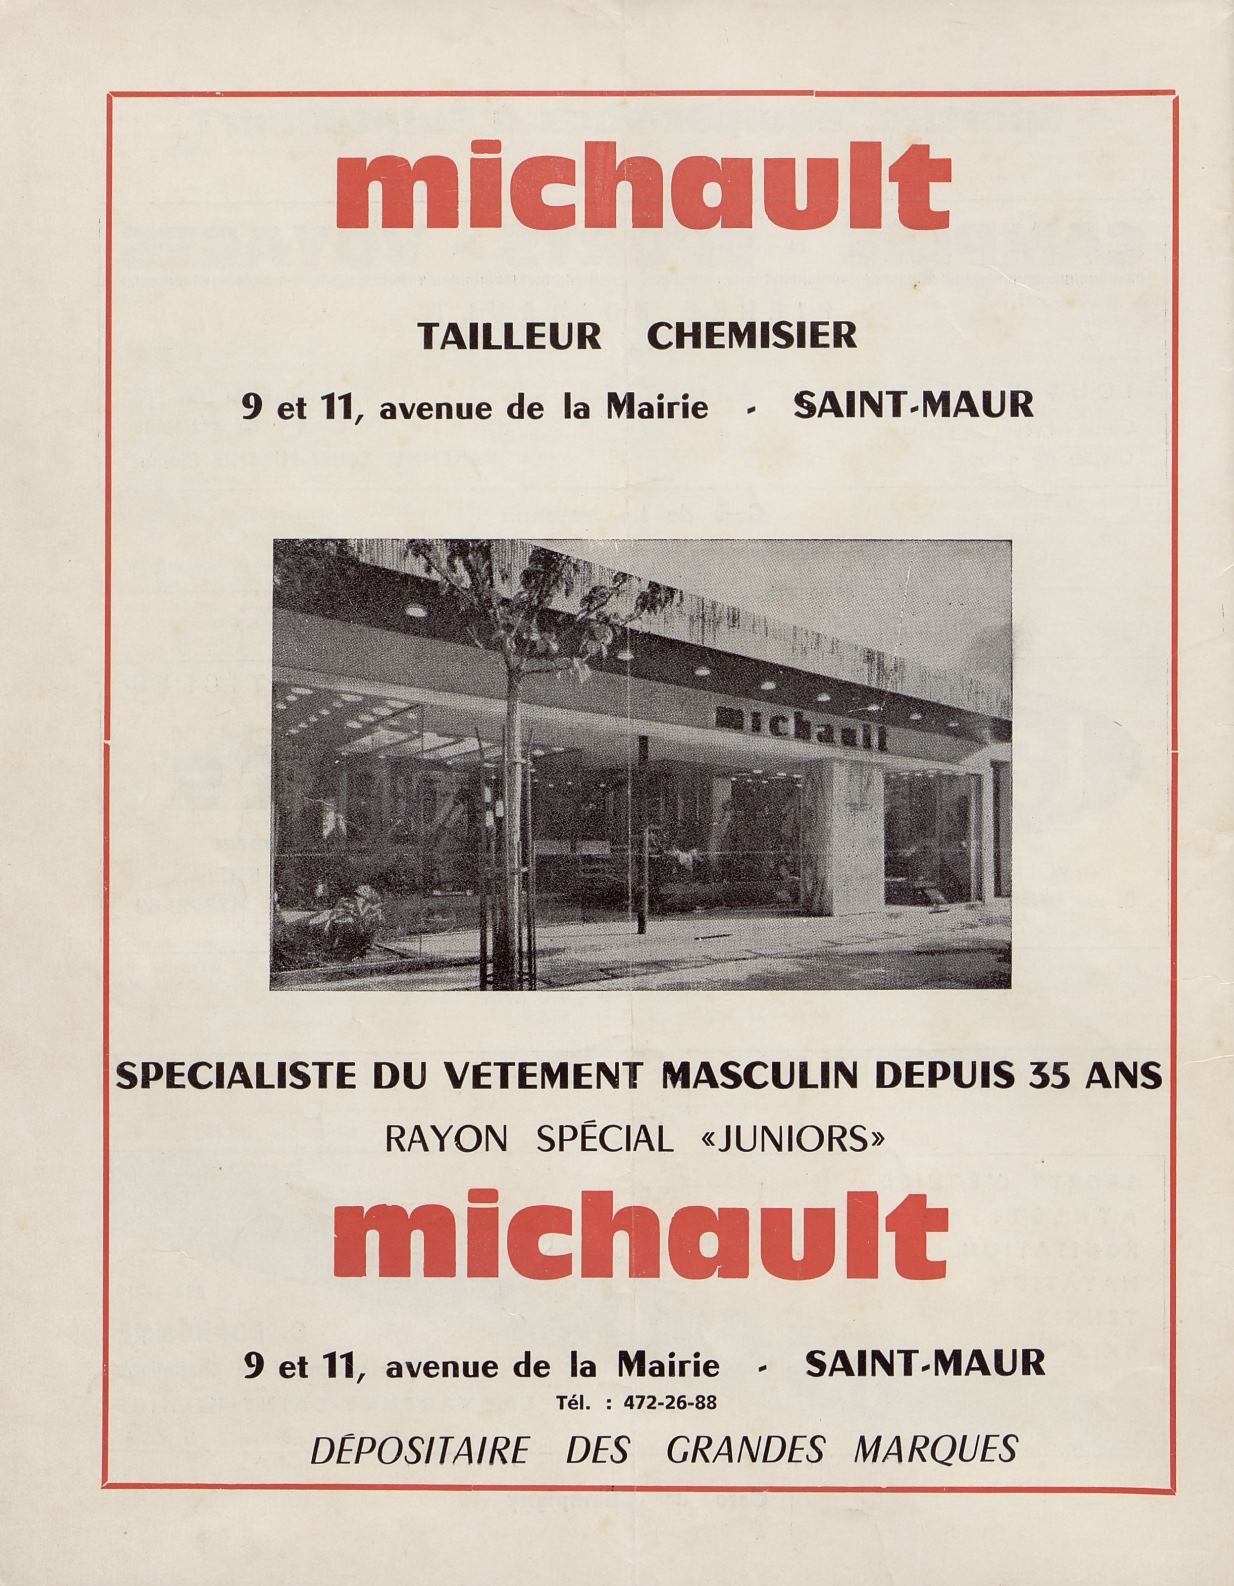 michault
TAILLEUR CHEMISIER
9 et 11, avenue de la Mairie - SAINT-MAUR
michault
SPECIALISTE DU VÊTEMENT MASCULIN DEPUIS 35 ANS
RAYON SPÉCIAL «JUNIORS»
michault
9 et 11, avenue de la Mairie - SAINT-MAUR
Tél. : 472-26-88
DÉPOSITAIRE DES GRANDES MARQUES